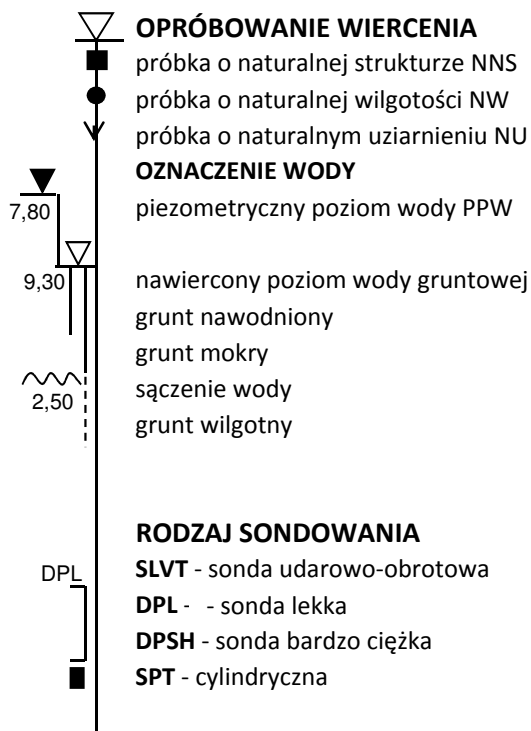 OPRÓBOWANIE WIERCENIA
próbka o naturalnej strukturze NNS
próbka o naturalnej wilgotości NW
próbka o naturalnym uziarnieniu NU
OZNACZENIE WODY
7,80 piezometryczny poziom wody PPW
9,30 nawiercony poziom wody gruntowej
grunt nawodniony
grunt mokry
sączenie wody
2,50
grunt wilgotny
RODZAJ SONDOWANIA
DPL SLVT - sonda udarowo-obrotowa
DPL - - sonda lekka
DPSH - sonda bardzo ciężka
SPT - cylindryczna